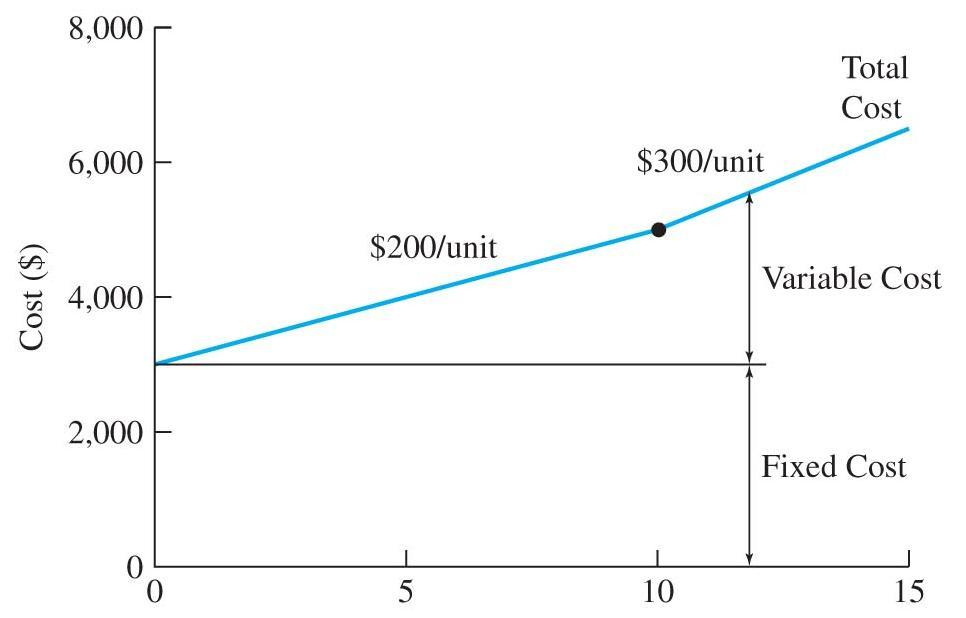 8,000
Total
Cost
6,000
$300/unit
$200/unit
Cost ($)
4,000
Variable Cost
2,000
Fixed Cost
0
0
5
10
15